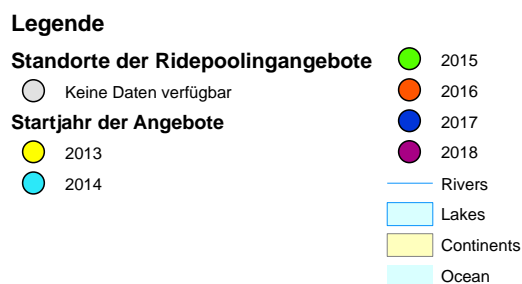 Legende
Standorte der Ridepoolingangebote
Keine Daten verfügbar
Startjahr der Angebote
2013
2014
2015
2016
2017
2018
Rivers
Lakes
Continents
Ocean